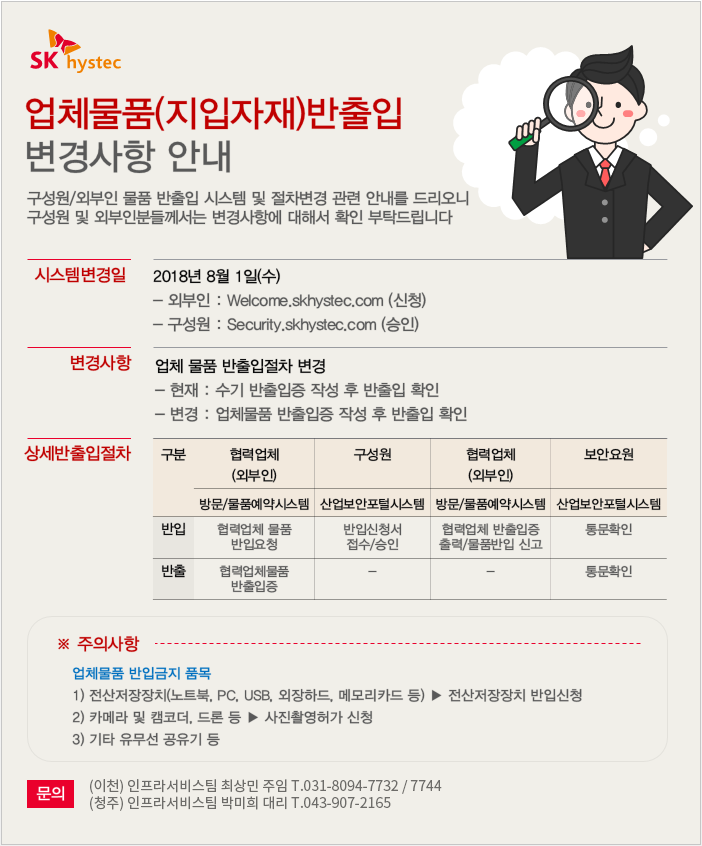 SK hystec
업체물품(지입자재)반출입
변경사항 안내
구성원/외부인 물품 반출입 시스템 및 절차변경 관련 안내를 드리오니
구성원 및 외부인분들께서는 변경사항에 대해서 확인 부탁드립니다
시스템변경일
2018년 8월 1일(수)
- 외부인 : Welcome.skhystec.com (신청)
- 구성원 : Security.skhystec.com (승인)
변경사항
업체 물품 반출입절차 변경
- 현재 : 수기 반출입증 작성 후 반출입 확인
- 변경 : 업체물품 반출입증 작성 후 반출입 확인
상세반출입절차
구분 협력업체 구성원 협력업체 보안요원
(외부인) (외부인)
방문/물품예약시스템 산업보안포털시스템 방문/물품예약시스템 산업보안포털시스템
반입 협력업체 물품 반입신청서 협력업체 반출입증 통문확인
반입요청 접수/승인 출력/물품반입 신고
반출 협력업체물품 - - 통문확인
반출입증
※ 주의사항
업체물품 반입금지 품목
1) 전산저장장치(노트북, PC, USB, 외장하드, 메모리카드 등) ▶ 전산저장장치 반입신청
2) 카메라 및 캠코더, 드론 등 ▶ 사진촬영허가 신청
3) 기타 유무선 공유기 등
문의
(이천) 인프라서비스팀 최상민 주임 T.031-8094-7732 / 7744
(청주) 인프라서비스팀 박미희 대리 T.043-907-2165